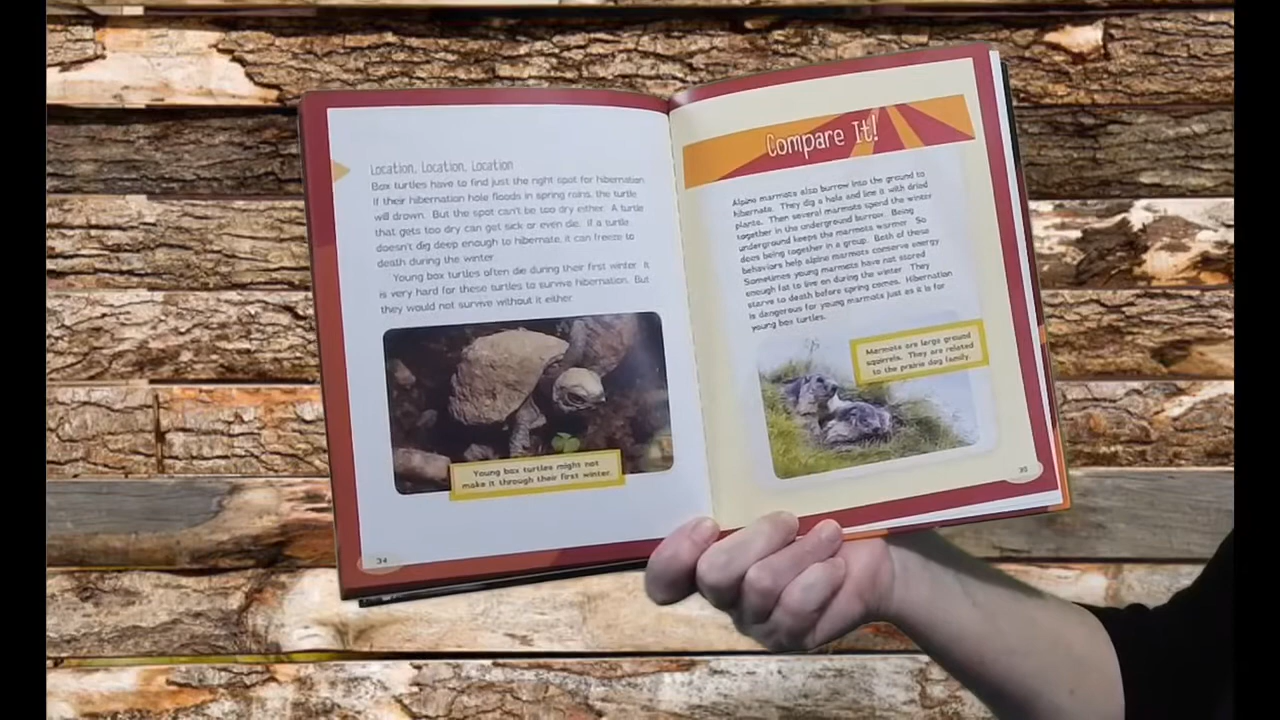 Location, Location, Location
Box turtles have to find just the right spot for hibernation.
If their hibernation hole floods in spring rains, the turtle
will drown. But the spot can't be too dry either. A turtle
that gets too dry can get sick or even die. If a turtle
doesn't dig deep enough to hibernate, it can freeze to
death during the winter.
Young box turtles often die during their first winter. It
is very hard for these turtles to survive hibernation. But
they would not survive without it either.
Young box turtles might not
make it through their first winter.
34
Compare It!
Alpine marmots also burrow into the ground to
hibernate. They dig a hole and line it with dried
plants. Then several marmots spend the winter
together in the underground burrow. Being
underground keeps the marmots warmer. So
does being together in a group. Both of these
behaviors help alpine marmots conserve energy.
Sometimes young marmots have not stored
enough fat to live on during the winter. They
starve to death before spring comes. Hibernation
is dangerous for young marmots just as it is for
young box turtles.
Marmots are large ground
squirrels. They are related
to the prairie dog family.
35